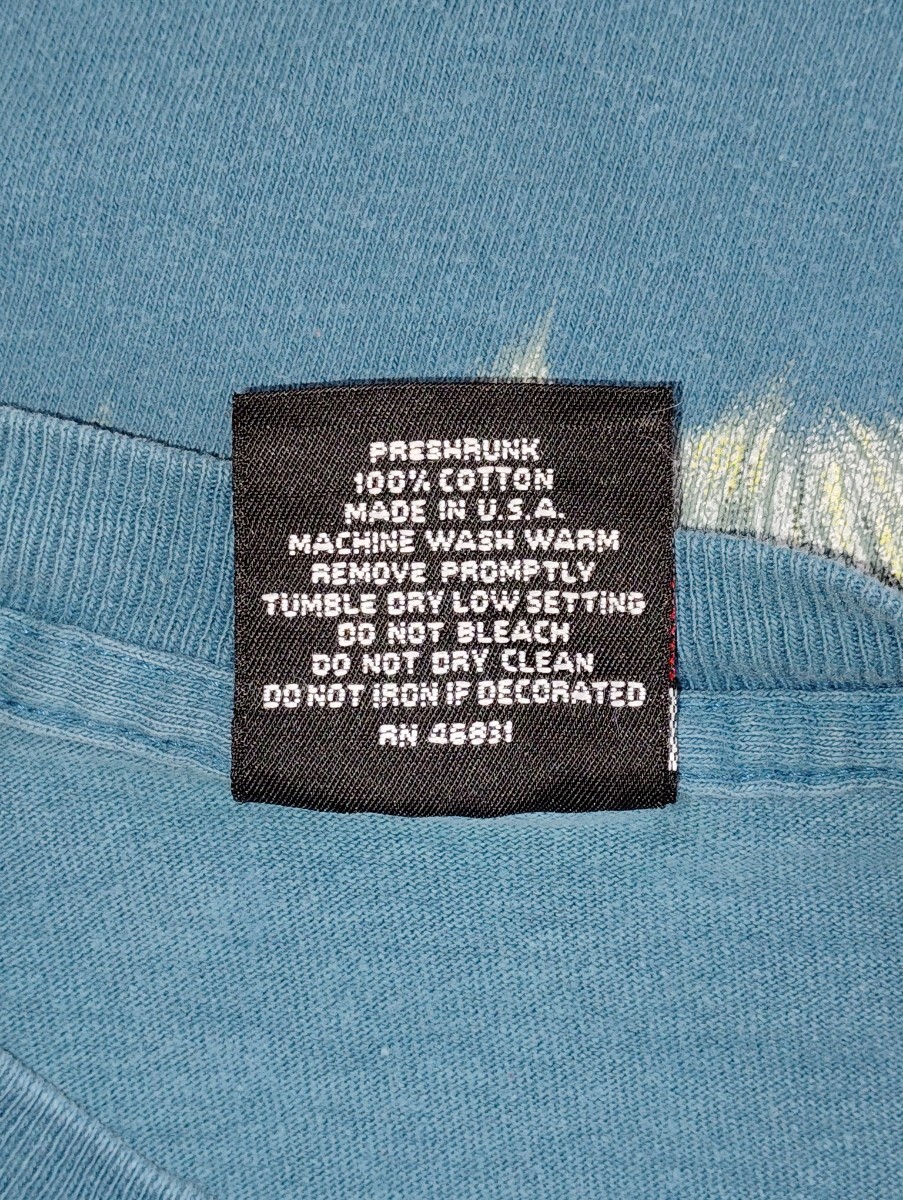 PRESHRUNK
100% COTTON
MADE IN U.S.A.
MACHINE WASH WARM
REMOVE PROMPTLY
TUMBLE DRY LOW SETTING
DO NOT BLEACH
DO NOT DRY CLEAN
DO NOT IRON IF DECORATED
RN 46831